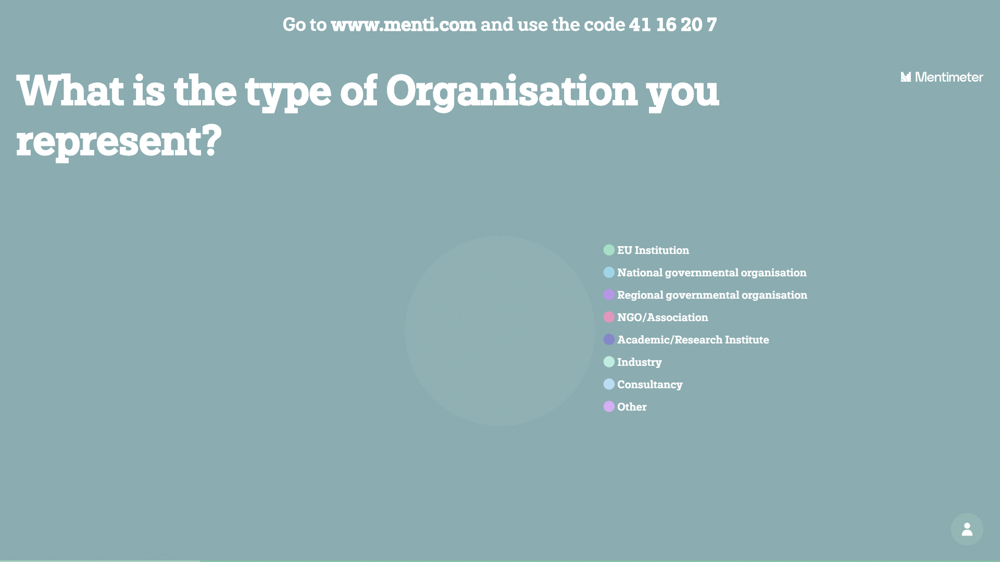 Go to www.menti.com and use the code 41 16 20 7
What is the type of Organisation you
represent?
Mentimeter
EU Institution
National governmental organisation
Regional governmental organisation
NGO/Association
Academic/Research Institute
Industry
Consultancy
Other